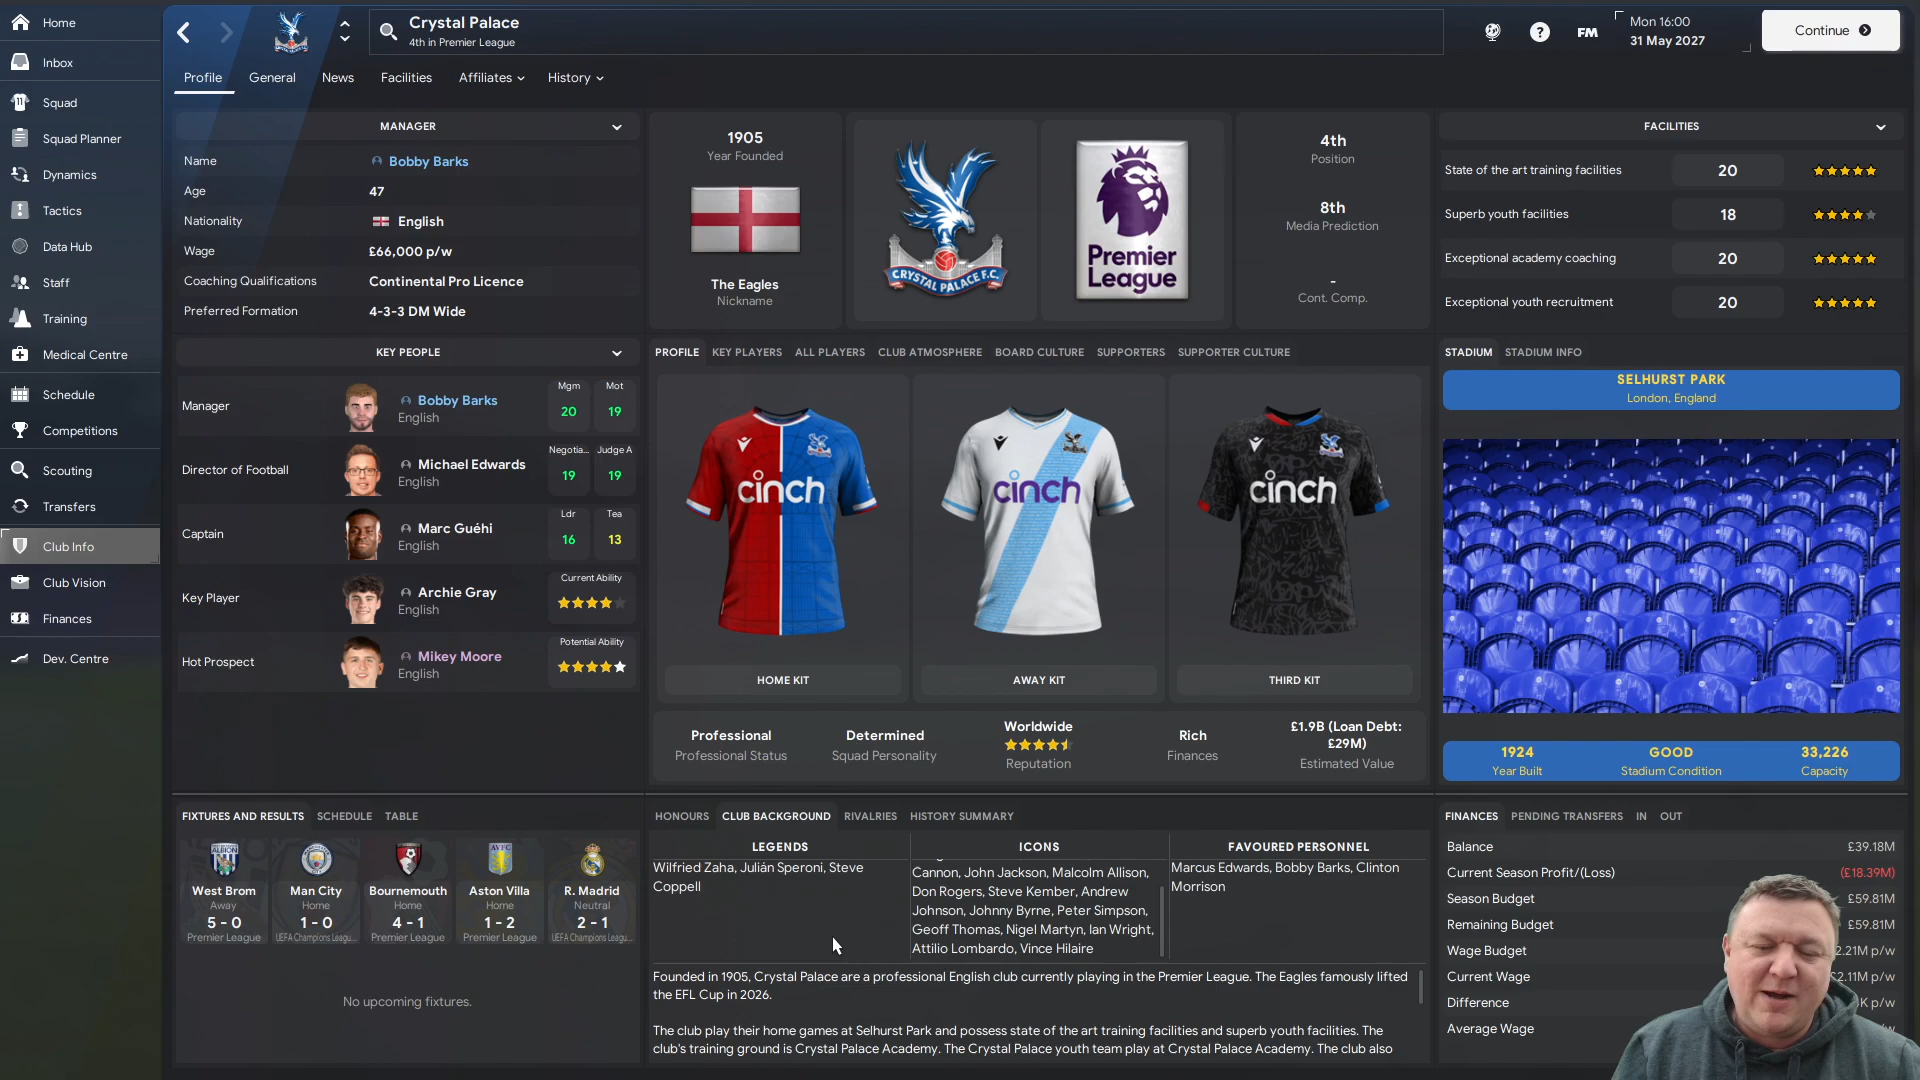 Home
Inbox
Squad
Squad Planner
Dynamics
Tactics
Data Hub
Staff
Training
Medical Centre
Schedule
Competitions
Scouting
Transfers
Club Info
Club Vision
Finances
Dev. Centre
Crystal Palace
4th in Premier League
?
FM
Mon 16:00
31 May 2027
Continue
Profile
General
News
Facilities
Affiliates
History
MANAGER
Name Bobby Barks
Age 47
Nationality English
Wage £66,000 p/w
Coaching Qualifications Continental Pro Licence
Preferred Formation 4-3-3 DM Wide
1905
Year Founded
The Eagles
Nickname
CRYSTAL PALACE F.C.
Premier
League
4th
Position
8th
Media Prediction
-
Cont. Comp.
FACILITIES
State of the art training facilities 20
Superb youth facilities 18
Exceptional academy coaching 20
Exceptional youth recruitment 20
KEY PEOPLE
Manager Bobby Barks English Mgm 20 Mot 19
Director of Football Michael Edwards English Negotia... 19 Judge A 19
Captain Marc Guéhi English Ldr 16 Tea 13
Key Player Archie Gray English Current Ability
Hot Prospect Mikey Moore English Potential Ability
PROFILE KEY PLAYERS ALL PLAYERS CLUB ATMOSPHERE BOARD CULTURE SUPPORTERS SUPPORTER CULTURE
cinch
cinch
cinch
HOME KIT
AWAY KIT
THIRD KIT
Professional
Professional Status
Determined
Squad Personality
Worldwide
Reputation
Rich
Finances
£1.9B (Loan Debt:
£29M)
Estimated Value
STADIUM STADIUM INFO
SELHURST PARK
London, England
1924
Year Built
GOOD
Stadium Condition
33,226
Capacity
FIXTURES AND RESULTS SCHEDULE TABLE
ALBION
AVFC
West Brom
Away
5 - 0
Premier League
Man City
Home
1 - 0
UEFA Champions Leagu...
Bournemouth
Home
4 - 1
Premier League
Aston Villa
Home
1 - 2
Premier League
R. Madrid
Neutral
2 - 1
UEFA Champions Leagu...
No upcoming fixtures.
HONOURS CLUB BACKGROUND RIVALRIES HISTORY SUMMARY
LEGENDS
Wilfried Zaha, Julián Speroni, Steve
Coppell
ICONS
Cannon, John Jackson, Malcolm Allison,
Don Rogers, Steve Kember, Andrew
Johnson, Johnny Byrne, Peter Simpson,
Geoff Thomas, Nigel Martyn, Ian Wright,
Attilio Lombardo, Vince Hilaire
FAVOURED PERSONNEL
Marcus Edwards, Bobby Barks, Clinton
Morrison
Founded in 1905, Crystal Palace are a professional English club currently playing in the Premier League. The Eagles famously lifted
the EFL Cup in 2026.
The club play their home games at Selhurst Park and possess state of the art training facilities and superb youth facilities. The
club's training ground is Crystal Palace Academy. The Crystal Palace youth team play at Crystal Palace Academy. The club also
FINANCES PENDING TRANSFERS IN OUT
Balance £39.18M
Current Season Profit/(Loss) (£18.39M)
Season Budget £59.81M
Remaining Budget £59.81M
Wage Budget 2.21M p/w
Current Wage £2.11M p/w
Difference K p/w
Average Wage